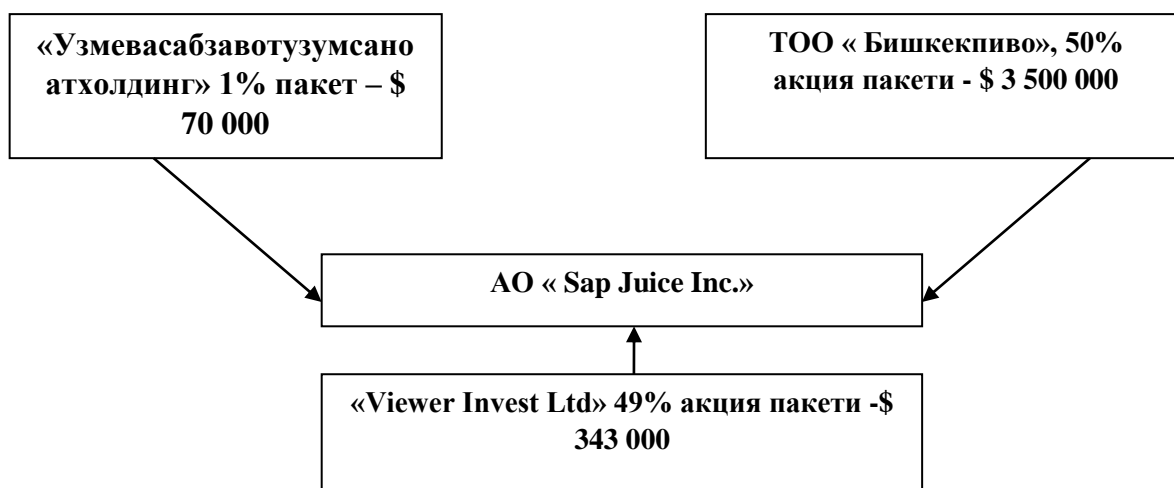 «Узмевасабзавотузумсано
атхолдинг» 1% пакет – $
70 000
ТОО « Бишкекпиво», 50%
акция пакети - $ 3 500 000
АО « Sap Juice Inc.»
«Viewer Invest Ltd» 49% акция пакети -$
343 000